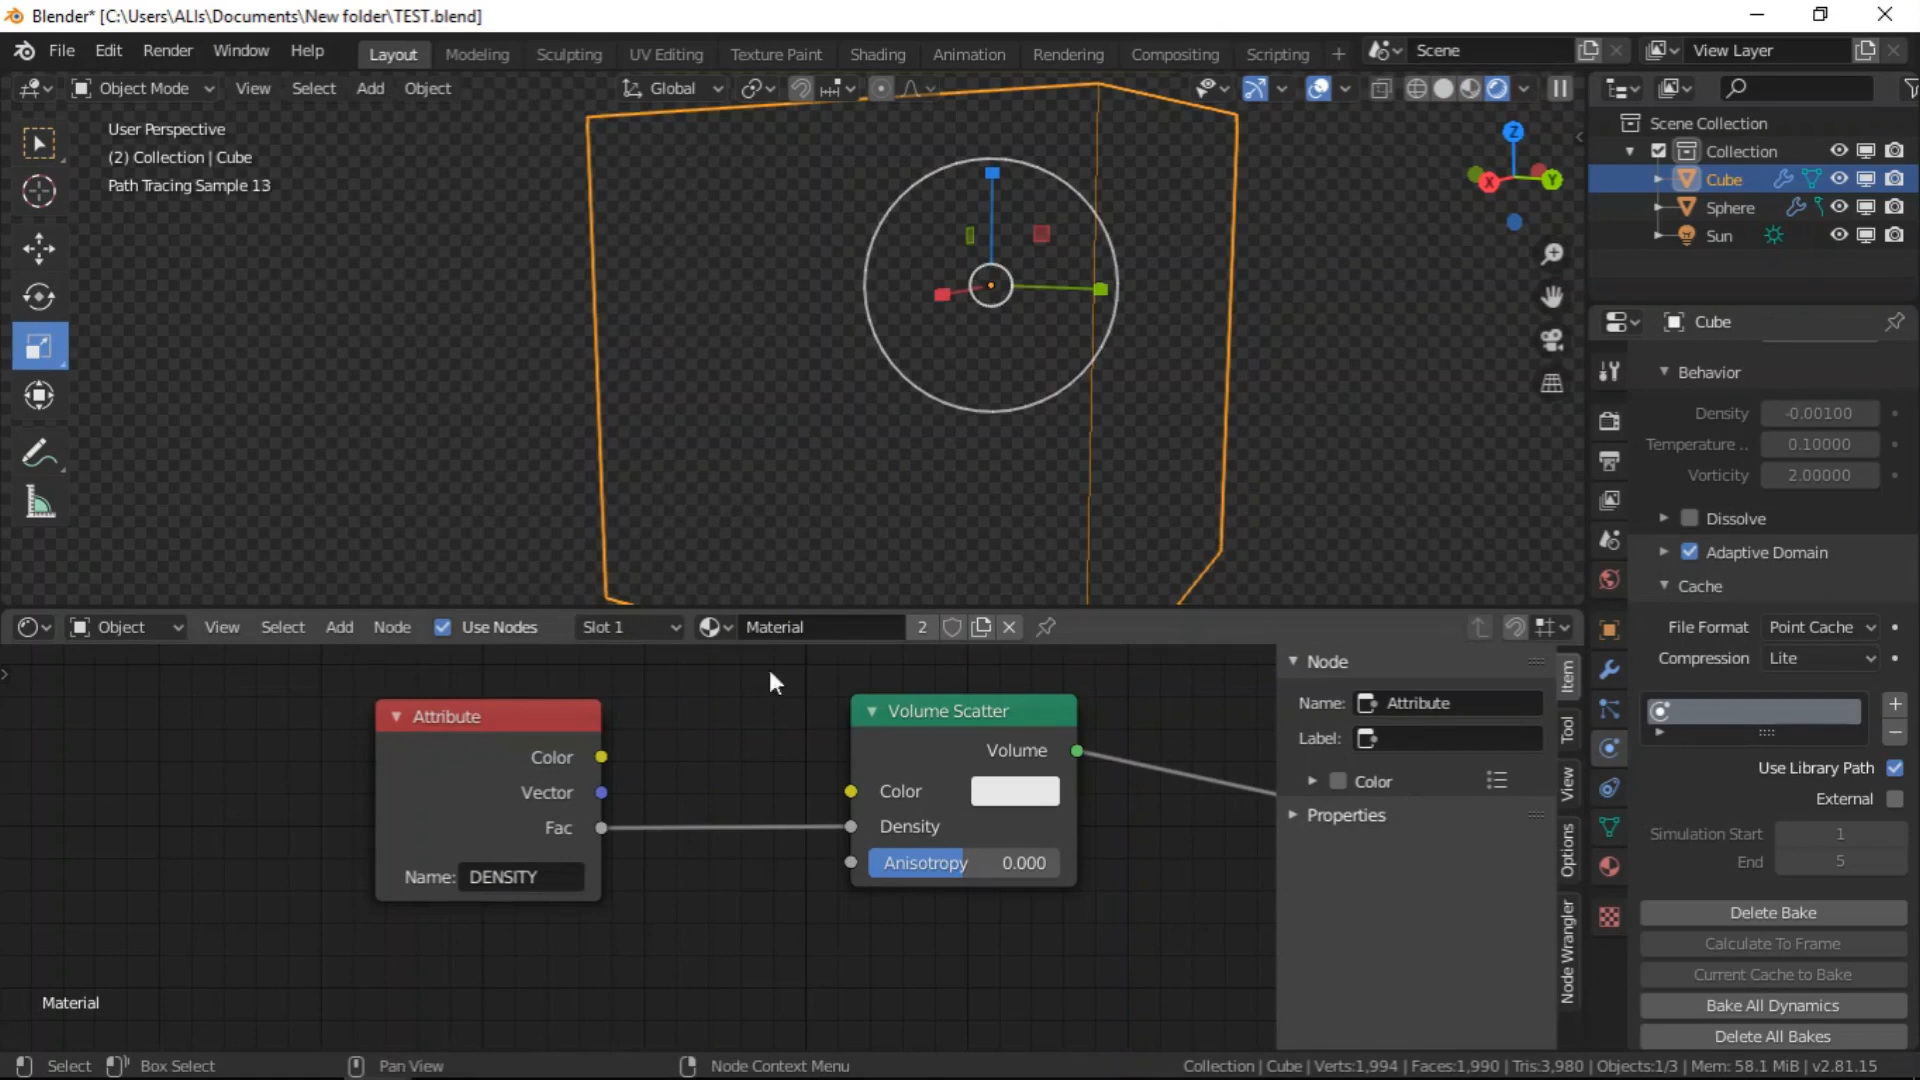 Blender* [C:\Users\ALIs\Documents\New folder\TEST.blend]
File Edit Render Window Help Layout Modeling Sculpting UV Editing Texture Paint Shading Animation Rendering Compositing Scripting + Scene View Layer
Object Mode View Select Add Object Global
User Perspective
(2) Collection | Cube
Path Tracing Sample 13
Z
X
Y
Scene Collection
Collection
Cube
Sphere
Sun
Cube
Behavior
Density -0.00100
Temperature .. 0.10000
Vorticity 2.00000
Dissolve
Adaptive Domain
Cache
File Format Point Cache
Compression Lite
Use Library Path
External
Simulation Start 1
End 5
Delete Bake
Calculate To Frame
Current Cache to Bake
Bake All Dynamics
Delete All Bakes
Object View Select Add Node Use Nodes Slot 1 Material 2
Attribute
Color
Vector
Fac
Name: DENSITY
Volume Scatter
Volume
Color
Density
Anisotropy 0.000
Node
Name: Attribute
Label:
Color
Properties
Item
Tool
View
Options
Node Wrangler
Material
Select Box Select Pan View Node Context Menu Collection | Cube | Verts:1,994 | Faces:1,990 | Tris:3,980 | Objects:1/3 | Mem: 58.1 MiB | v2.81.15